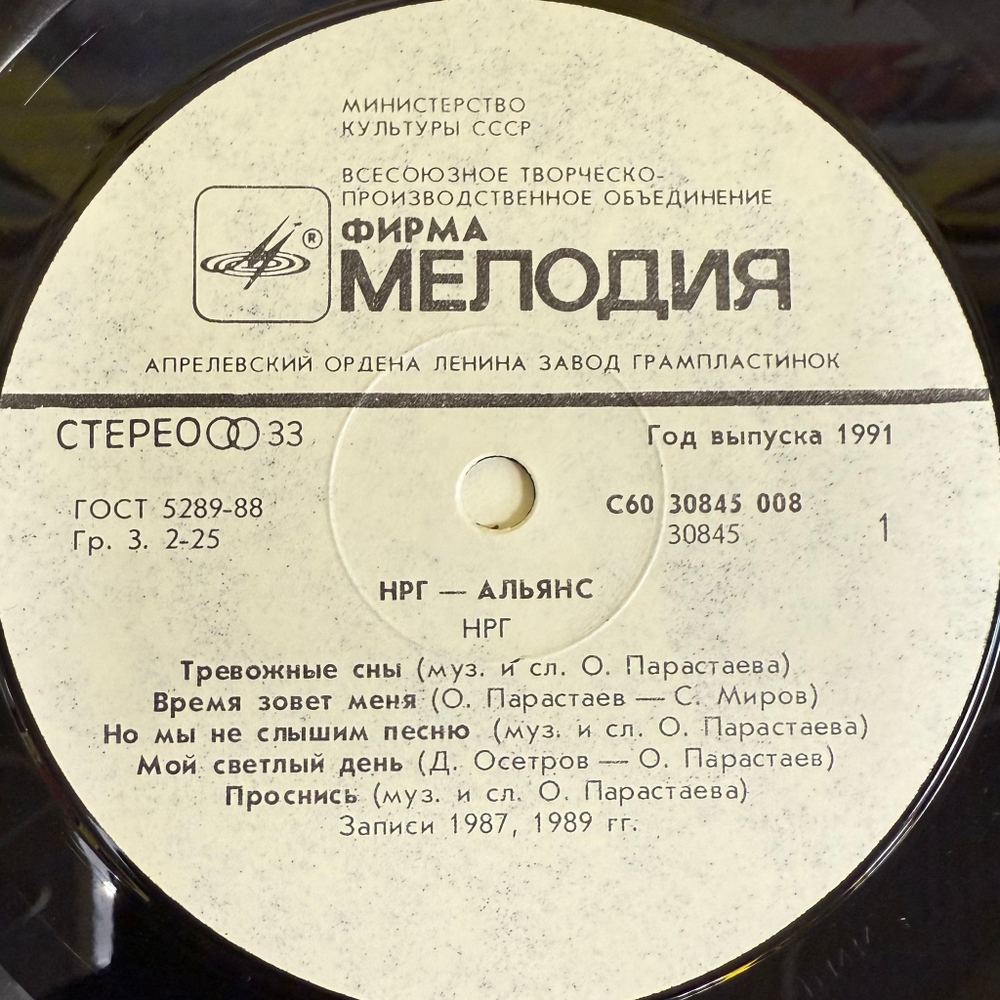 МИНИСТЕРСТВО
КУЛЬТУРЫ СССР
ВСЕСОЮЗНОЕ ТВОРЧЕСКО-
ПРОИЗВОДСТВЕННОЕ ОБЪЕДИНЕНИЕ
ФИРМА
®
МЕЛОДИЯ
АПРЕЛЕВСКИЙ ОРДЕНА ЛЕНИНА ЗАВОД ГРАМПЛАСТИНОК
СТЕРЕО 33
Год выпуска 1991
ГОСТ 5289-88
Гр. 3. 2-25
С60 30845 008
30845
1
НРГ — АЛЬЯНС
НРГ
Тревожные сны (муз. и сл. О. Парастаева)
Время зовет меня (О. Парастаев — С. Миров)
Но мы не слышим песню (муз. и сл. О. Парастаева)
Мой светлый день (Д. Осетров — О. Парастаев)
Проснись (муз. и сл. О. Парастаева)
Записи 1987, 1989 гг.